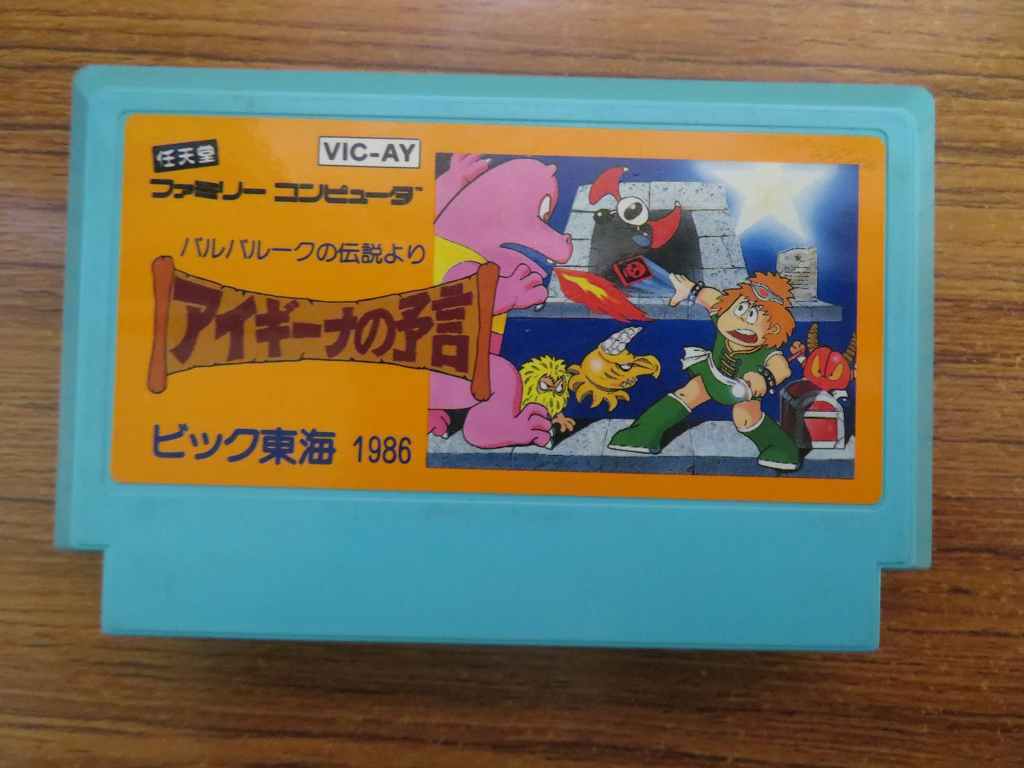 任天堂
VIC-AY
ファミリー コンピュータ
バルバルークの伝説より
アイギーナの予言
ビック東海 1986